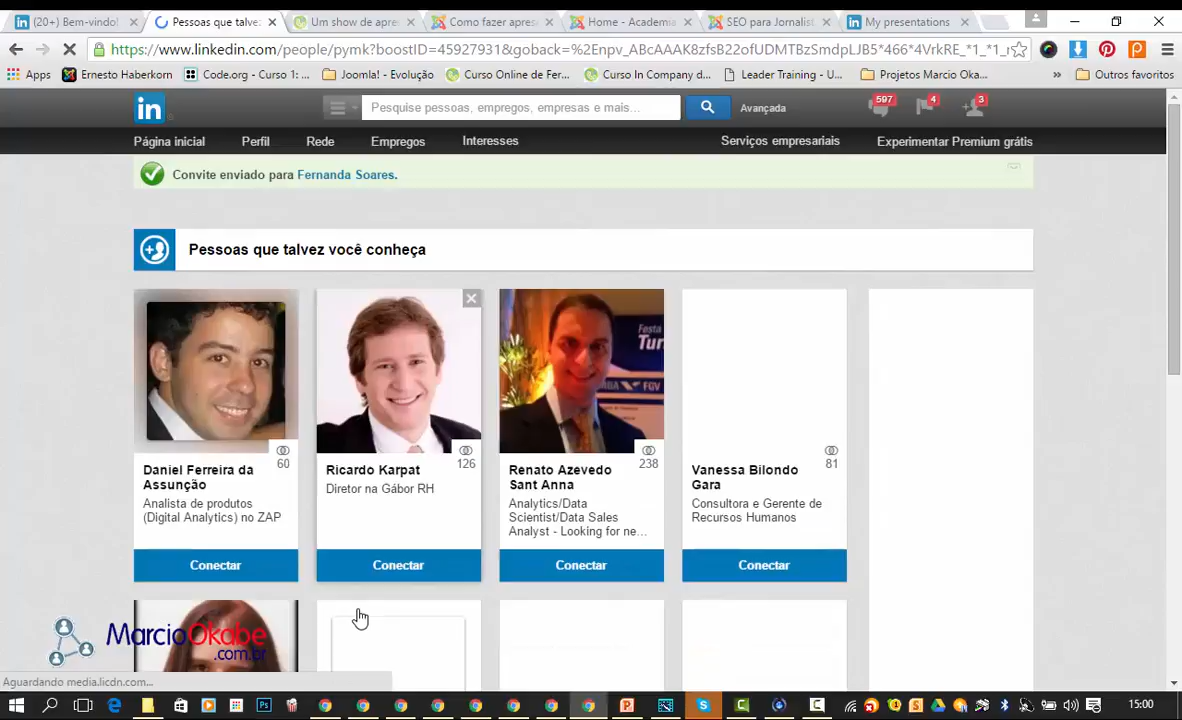 (20+) Bem-vindo!
Pessoas que talvez
Um show de apres
Como fazer apres
Home - Academia
SEO para Jornalist
My presentations
https://www.linkedin.com/people/pymk?boostID=45927931&goback=%2Enpv_ABcAAAK8zfsB22ofUDMTBzSmdpLJB5*466*4VrkRE_*1_*1_r
Apps
Ernesto Haberkorn
Code.org - Curso 1:...
Joomla! - Evolução
Curso Online de Fer...
Curso In Company d...
Leader Training - U...
Projetos Marcio Oka...
»
Outros favoritos
in
Pesquise pessoas, empregos, empresas e mais...
Avançada
597
4
3
Página inicial
Perfil
Rede
Empregos
Interesses
Serviços empresariais
Experimentar Premium grátis
Convite enviado para Fernanda Soares.
Pessoas que talvez você conheça
Festa
Tur
MBA FGV
60
126
238
81
Daniel Ferreira da
Assunção
Analista de produtos
(Digital Analytics) no ZAP
Conectar
Ricardo Karpat
Diretor na Gábor RH
Conectar
Renato Azevedo
Sant Anna
Analytics/Data
Scientist/Data Sales
Analyst - Looking for ne...
Conectar
Vanessa Bilondo
Gara
Consultora e Gerente de
Recursos Humanos
Conectar
MarcioOkabe
.com.br
Aguardando media.licdn.com...
15:00